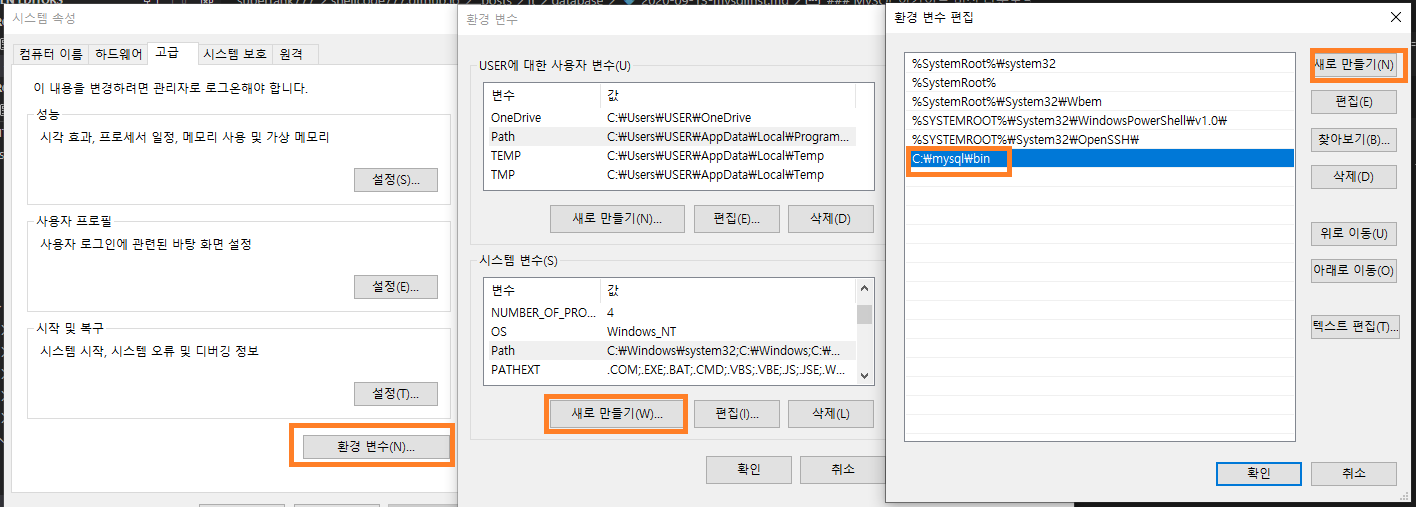 시스템 속성
컴퓨터 이름
하드웨어
고급
시스템 보호
원격
이 내용을 변경하려면 관리자로 로그온해야 합니다.
성능
시각 효과, 프로세서 일정, 메모리 사용 및 가상 메모리
설정(S)...
사용자 프로필
사용자 로그인에 관련된 바탕 화면 설정
설정(E)...
시작 및 복구
시스템 시작, 시스템 오류 및 디버깅 정보
설정(T)...
환경 변수(N)...
환경 변수
USER에 대한 사용자 변수(U)
변수 값
OneDrive C:₩Users₩USER₩OneDrive
Path C:₩Users₩USER₩AppData₩Local₩Program...
TEMP C:₩Users₩USER₩AppData₩Local₩Temp
TMP C:₩Users₩USER₩AppData₩Local₩Temp
새로 만들기(N)... 편집(E)... 삭제(D)
시스템 변수(S)
변수 값
NUMBER_OF_PRO... 4
OS Windows_NT
Path C:₩Windows₩system32;C:₩Windows;C:₩...
PATHEXT .COM;.EXE;.BAT;.CMD;.VBS;.VBE;.JS;.JSE;.W...
새로 만들기(W)... 편집(I)... 삭제(L)
확인 취소
환경 변수 편집
%SystemRoot%₩system32
%SystemRoot%
%SystemRoot%₩System32₩Wbem
%SYSTEMROOT%₩System32₩WindowsPowerShell₩v1.0₩
%SYSTEMROOT%₩System32₩OpenSSH₩
C:₩mysql₩bin
새로 만들기(N)
편집(E)
찾아보기(B)...
삭제(D)
위로 이동(U)
아래로 이동(O)
텍스트 편집(T)...
확인 취소